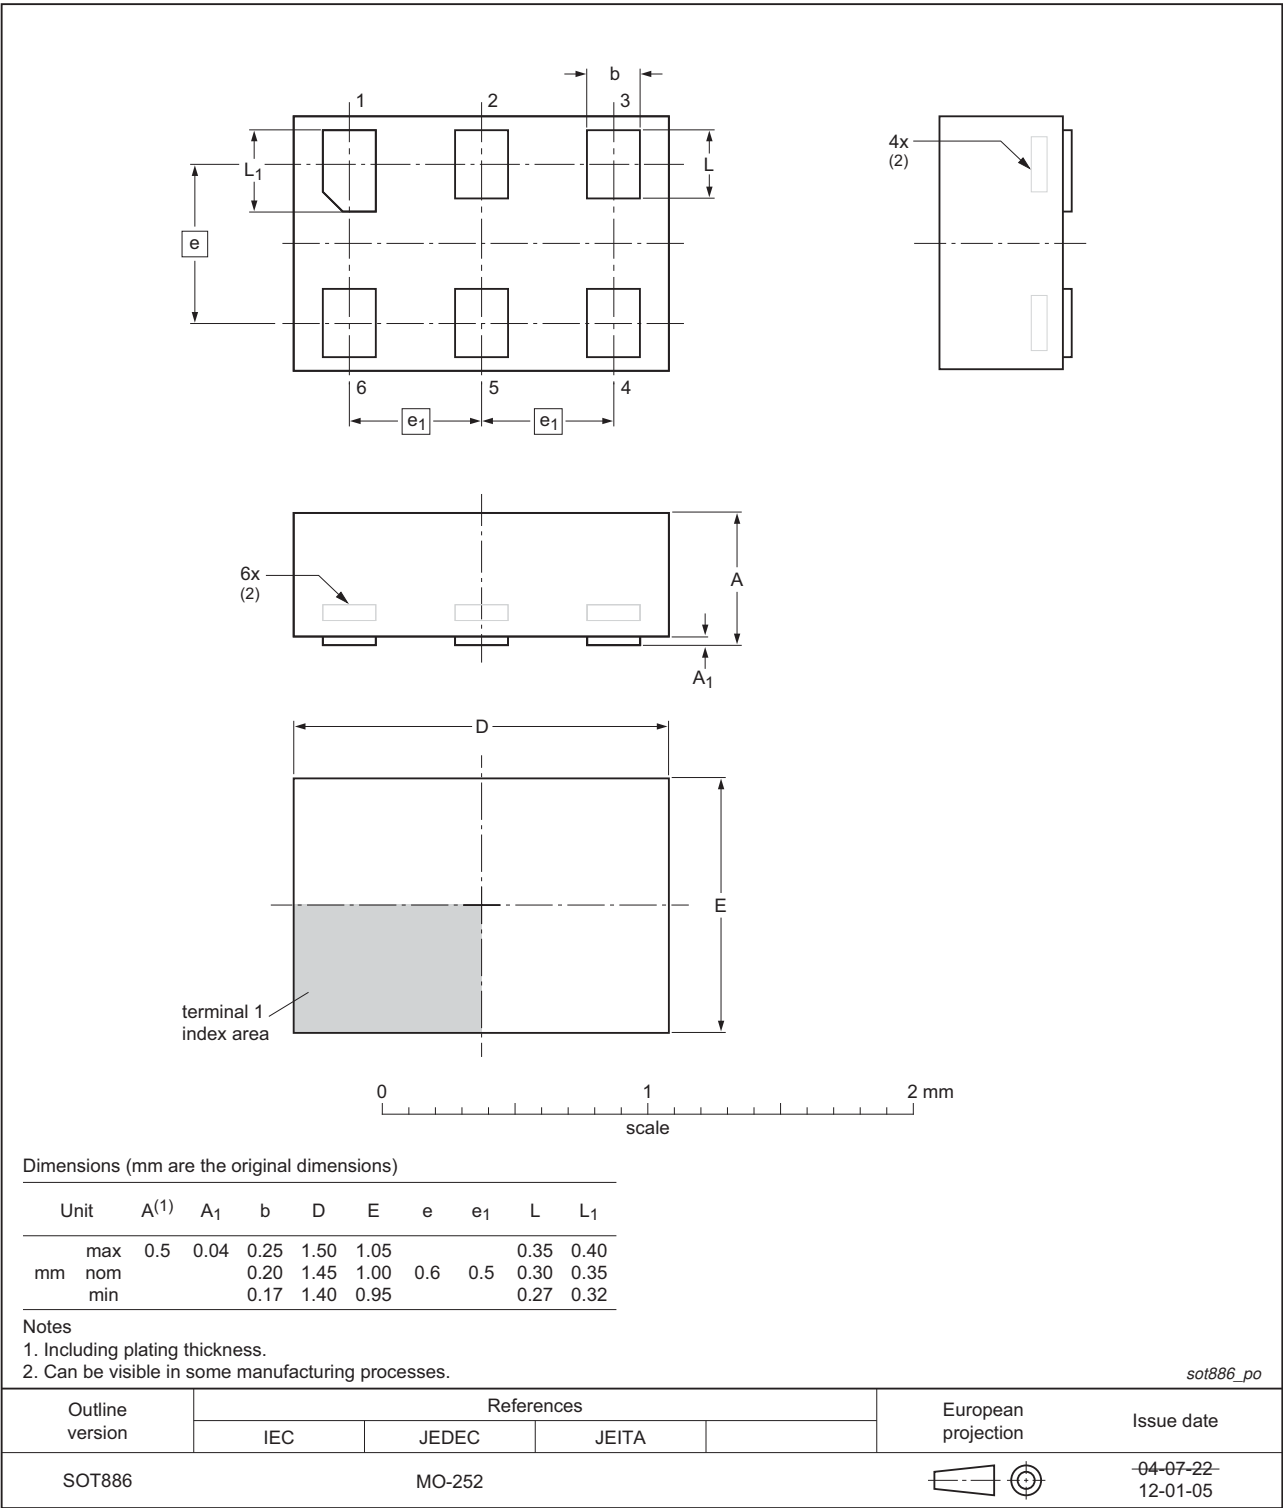 b
1 2 3
L1
L
e
4x
(2)
6 5 4
e1 e1
6x
(2)
A
A1
D
E
terminal 1
index area
0 1 2 mm
scale
Dimensions (mm are the original dimensions)
Unit A(1) A1 b D E e e1 L L1
max 0.5 0.04 0.25 1.50 1.05 0.35 0.40
mm nom 0.20 1.45 1.00 0.6 0.5 0.30 0.35
min 0.17 1.40 0.95 0.27 0.32
Notes
1. Including plating thickness.
2. Can be visible in some manufacturing processes.
sot886_po
Outline
version
References
IEC JEDEC JEITA
European
projection
Issue date
SOT886 MO-252
04-07-22
12-01-05